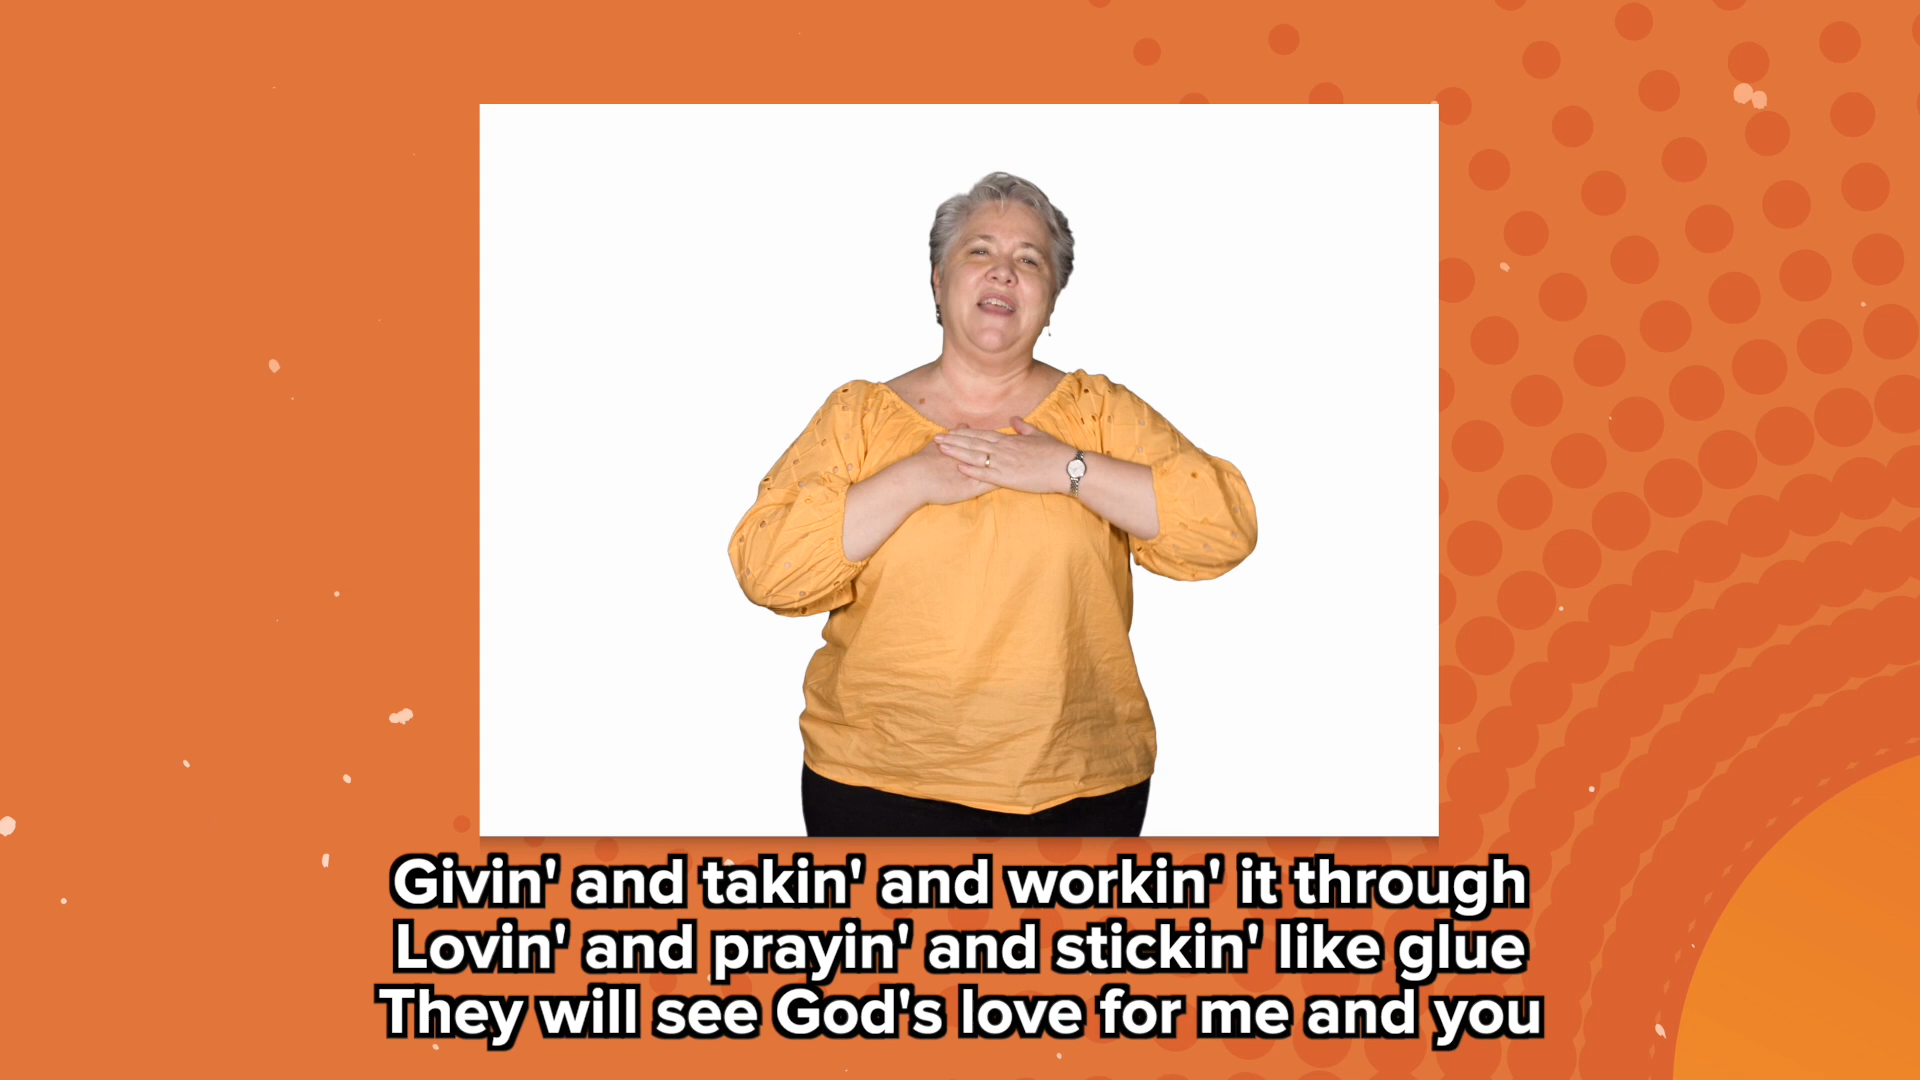 Givin' and takin' and workin' it through
Lovin' and prayin' and stickin' like glue
They will see God's love for me and you